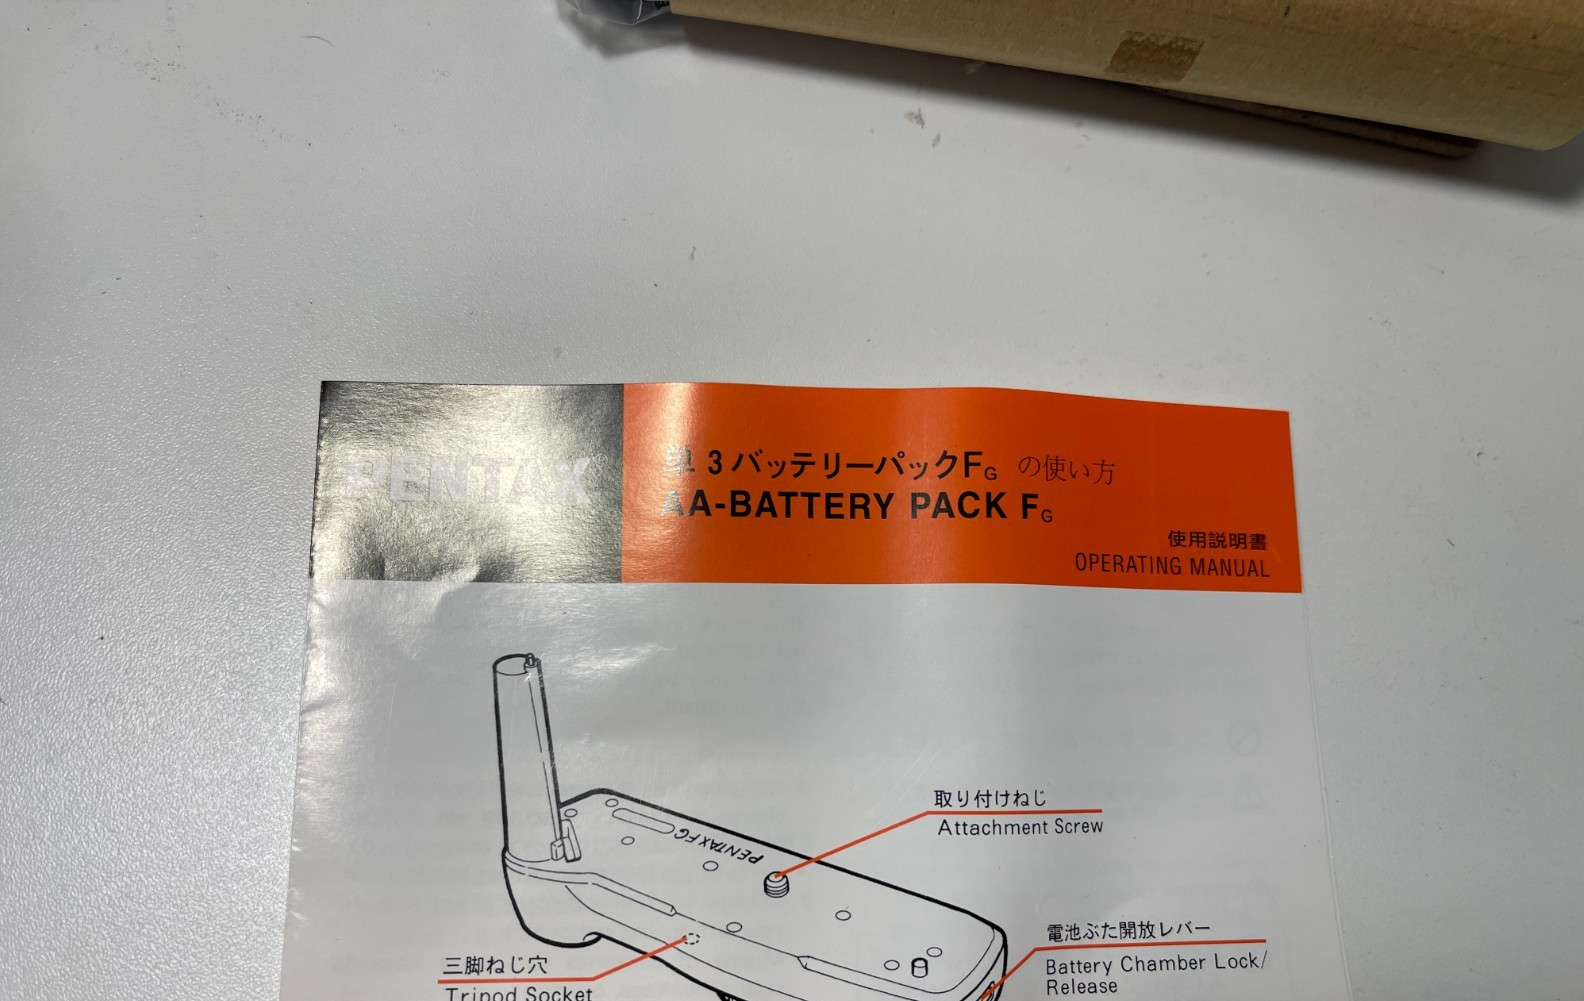 PENTAX
単3バッテリーパックFG の使い方
AA-BATTERY PACK FG
使用説明書
OPERATING MANUAL
取り付けねじ
Attachment Screw
PENTAX FG
電池ぶた開放レバー
Battery Chamber Lock/
Release
三脚ねじ穴
Tripod Socket